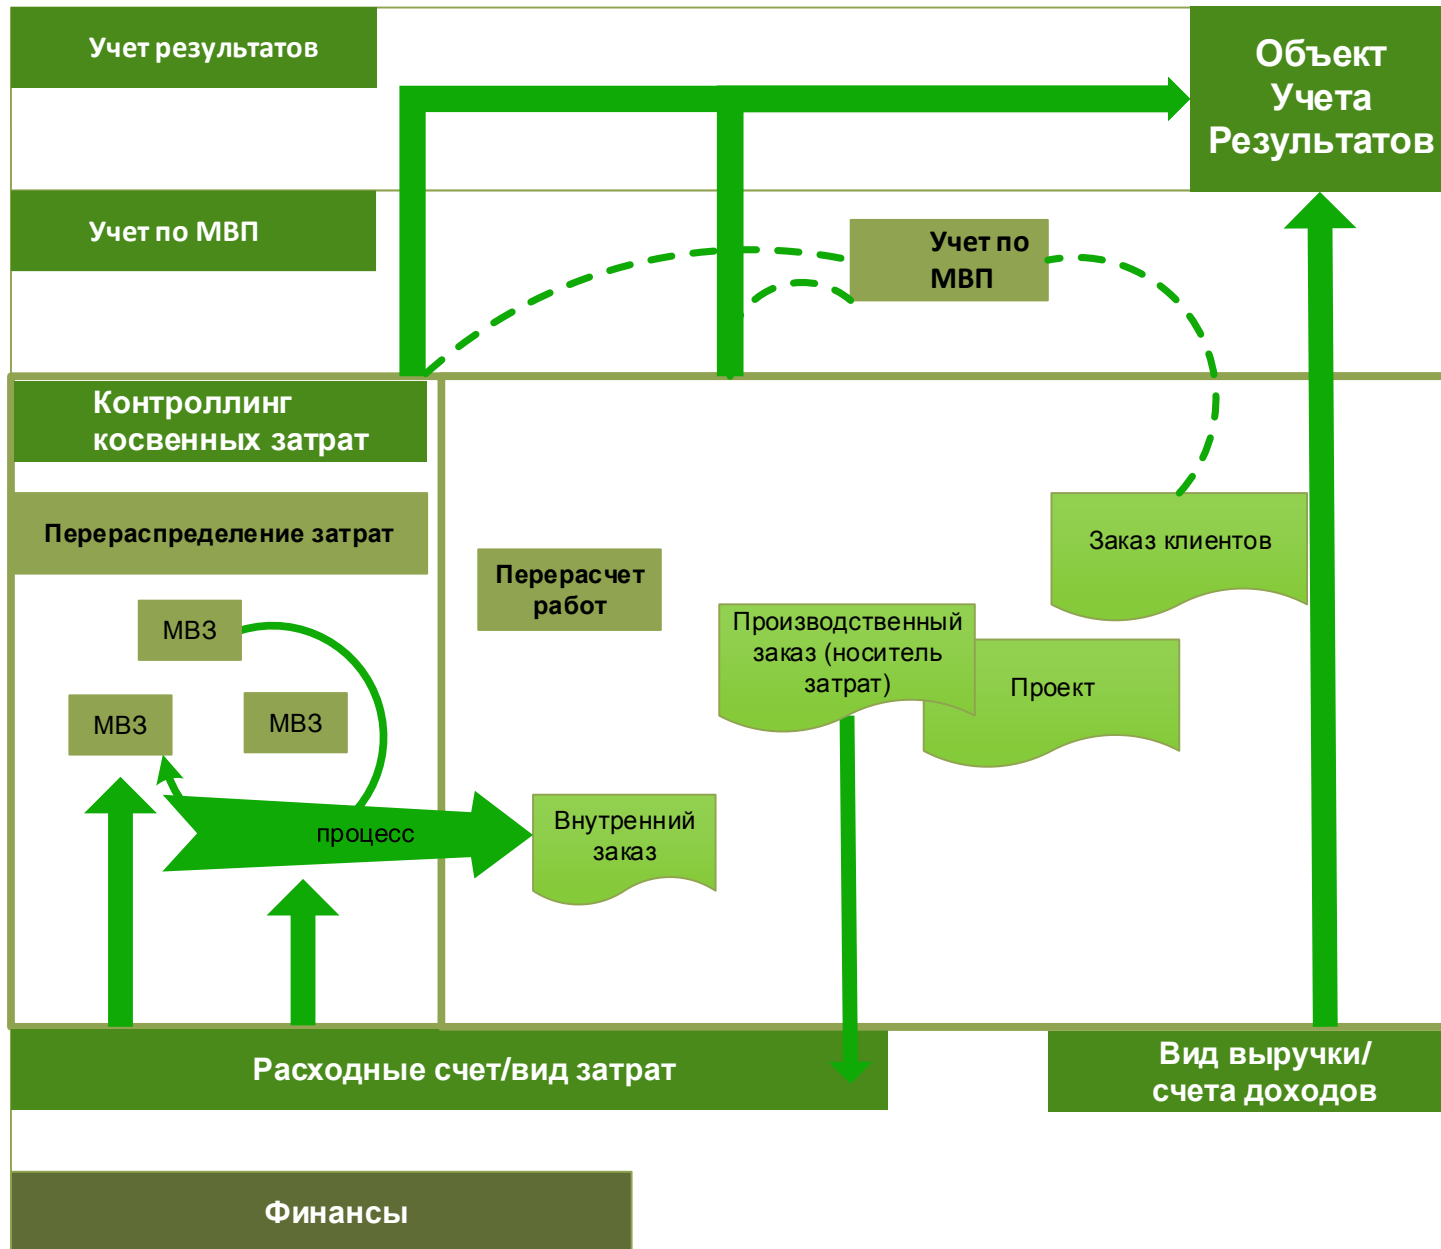 Учет результатов
Объект
Учета
Результатов
Учет по МВП
Учет по
МВП
Контроллинг
косвенных затрат
Перераспределение затрат
Перерасчет
работ
Заказ клиентов
МВЗ
Производственный
заказ (носитель
затрат)
Проект
МВЗ
МВЗ
процесс
Внутренний
заказ
Расходные счет/вид затрат
Вид выручки/
счета доходов
Финансы